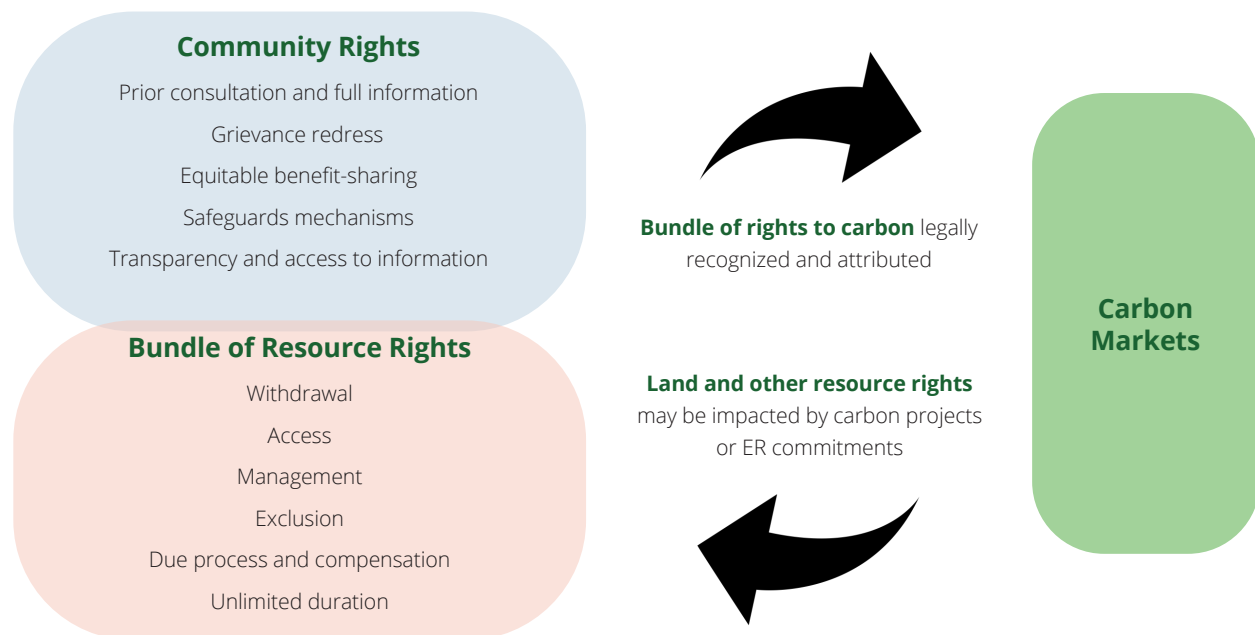 Community Rights
Prior consultation and full information
Grievance redress
Equitable benefit-sharing
Safeguards mechanisms
Transparency and access to information
Bundle of Resource Rights
Withdrawal
Access
Management
Exclusion
Due process and compensation
Unlimited duration
Bundle of rights to carbon legally
recognized and attributed
Land and other resource rights
may be impacted by carbon projects
or ER commitments
Carbon
Markets